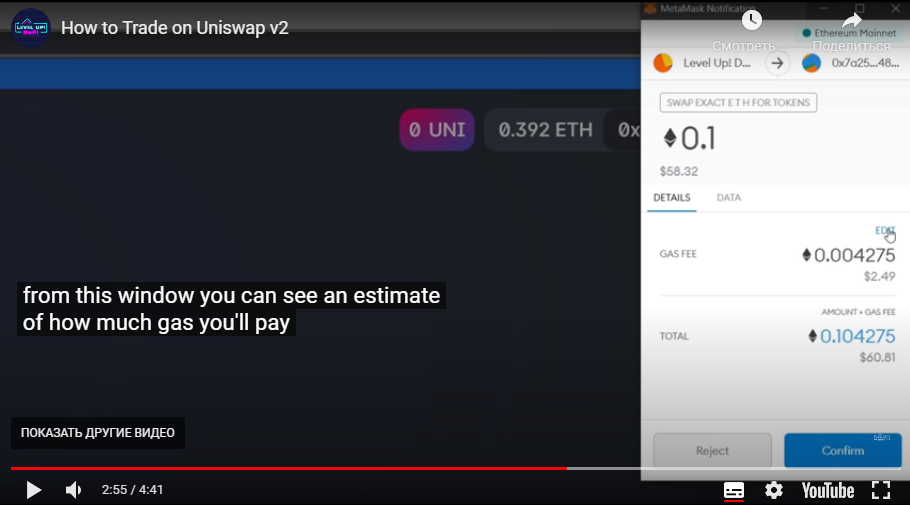 LEVEL UP!
DeFi
How to Trade on Uniswap v2
MetaMask Notification
Смотреть...
Поделиться
Ethereum Mainnet
Level Up! D...
0x7a25...48...
SWAP EXACT E T H FOR TOKENS
0.1
$58.32
DETAILS
DATA
EDIT
GAS FEE
0.004275
$2.49
AMOUNT + GAS FEE
TOTAL
0.104275
$60.81
0 UNI
0.392 ETH
0x
from this window you can see an estimate
of how much gas you'll pay
ПОКАЗАТЬ ДРУГИЕ ВИДЕО
Reject
Confirm
2:55 / 4:41
YouTube